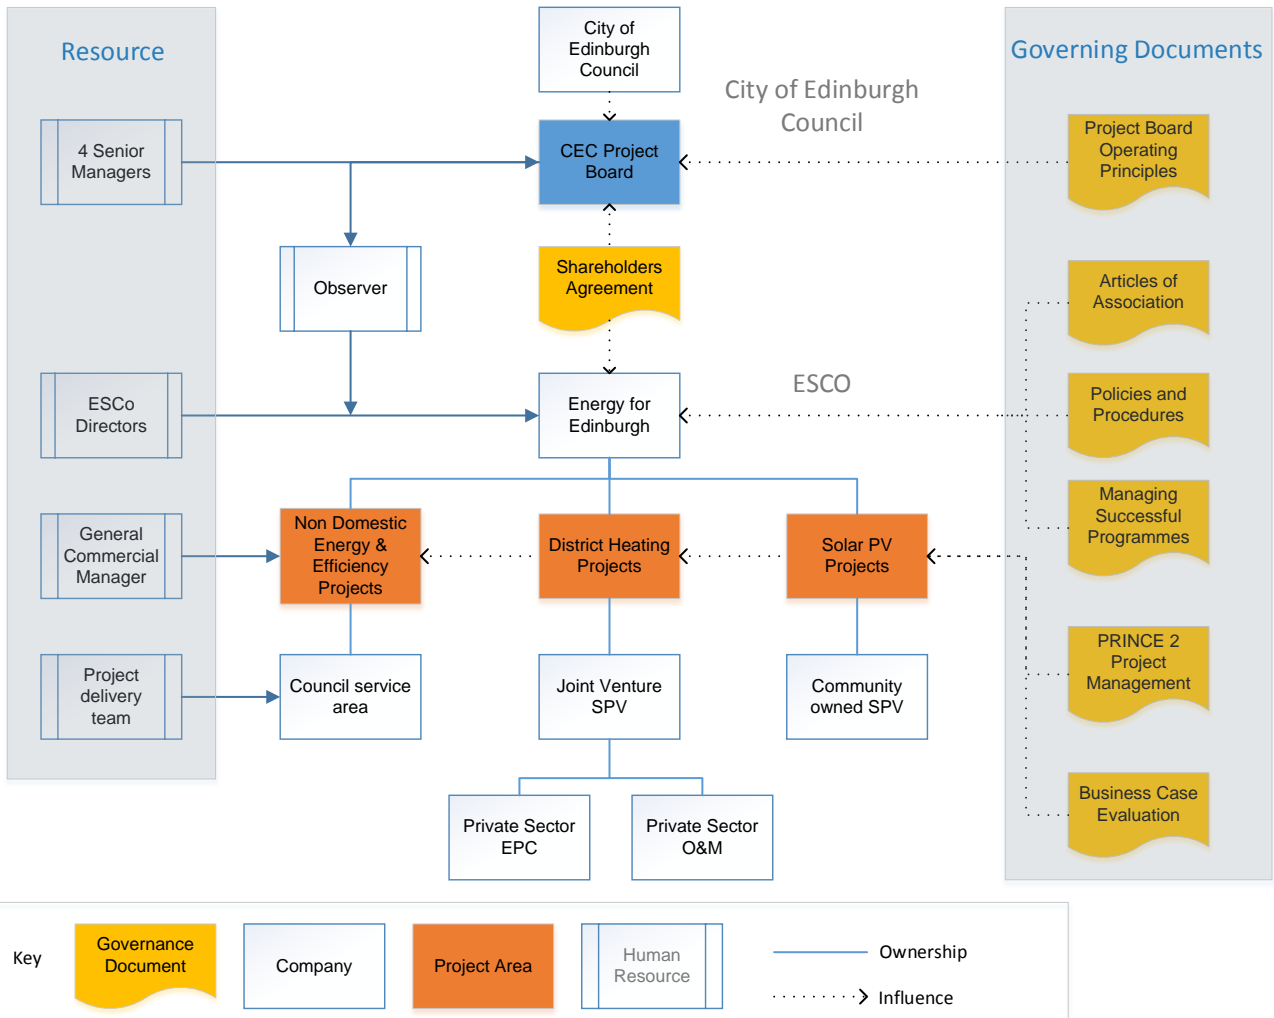 Resource
City of
Edinburgh
Council
Governing Documents
City of Edinburgh
Council
4 Senior
Managers
CEC Project
Board
Project Board
Operating
Principles
Observer
Shareholders
Agreement
Articles of
Association
ESCo
Directors
Energy for
Edinburgh
ESCO
Policies and
Procedures
General
Commercial
Manager
Non Domestic
Energy &
Efficiency
Projects
District Heating
Projects
Solar PV
Projects
Managing
Successful
Programmes
Project
delivery
team
Council service
area
Joint Venture
SPV
Community
owned SPV
PRINCE 2
Project
Management
Private Sector
EPC
Private Sector
O&M
Business Case
Evaluation
Key
Governance
Document
Company
Project Area
Human
Resource
Ownership
Influence